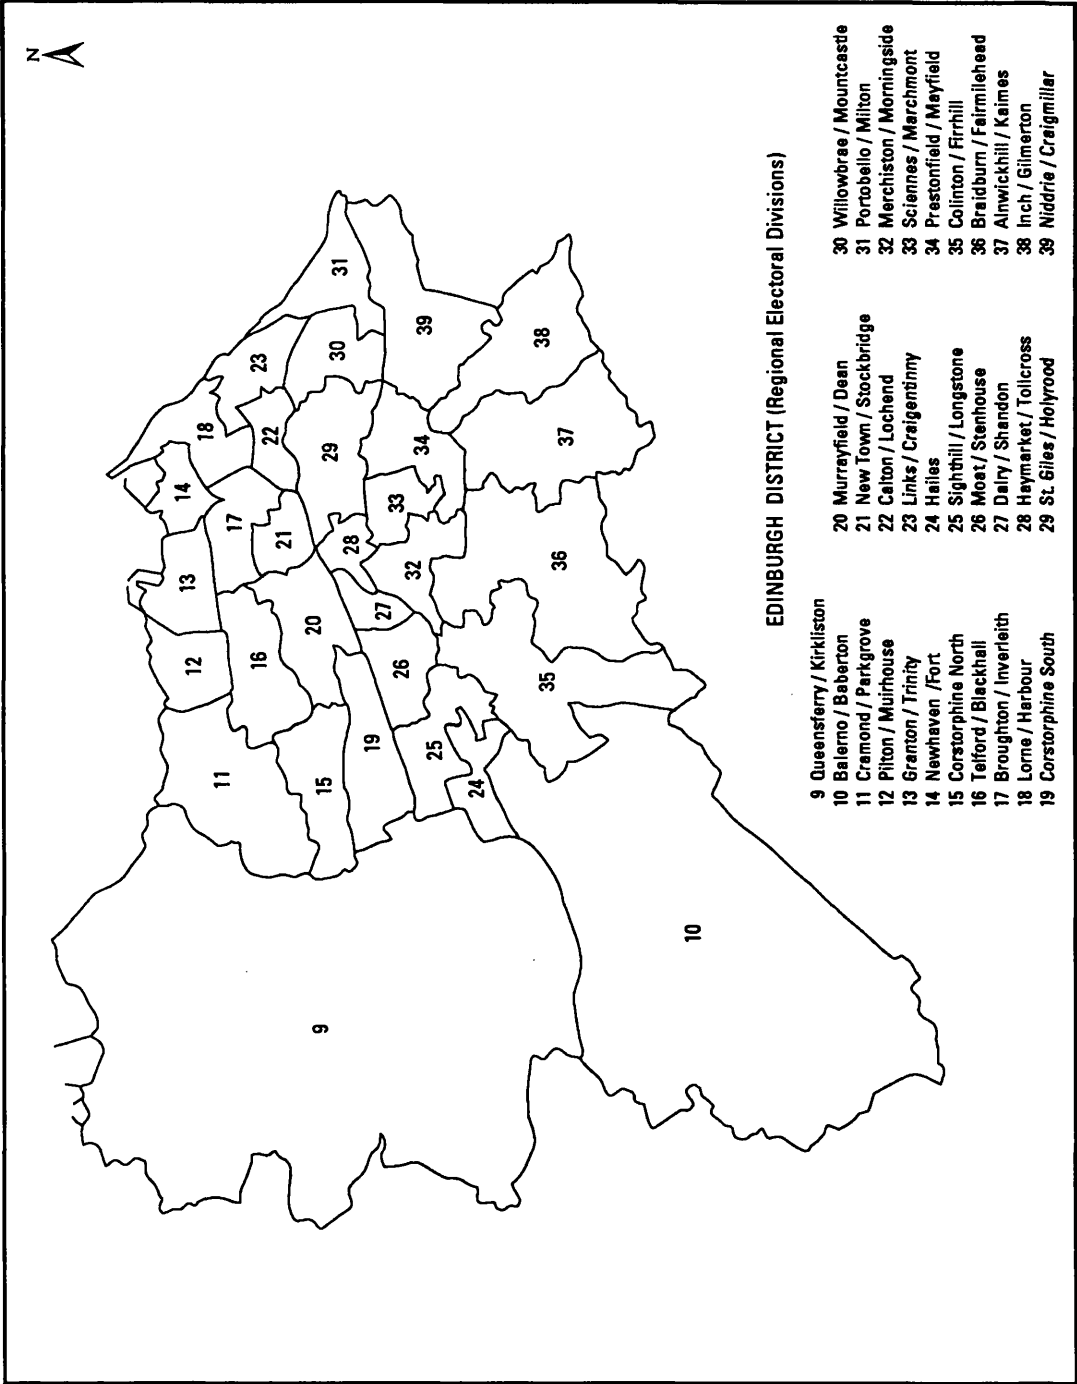 N
14
12
13
18
11
17
16
23
22
21
20
9
15
29
30
31
28
19
27
33
26
32
34
39
25
24
38
35
36
37
10
EDINBURGH DISTRICT (Regional Electoral Divisions)
9 Queensferry / Kirkliston
10 Balerno / Baberton
11 Cramond / Parkgrove
12 Pilton / Muirhouse
13 Granton / Trinity
14 Newhaven /Fort
15 Corstorphine North
16 Telford / Blackhall
17 Broughton / Inverleith
18 Lorne / Harbour
19 Corstorphine South
20 Murrayfield / Dean
21 New Town / Stockbridge
22 Calton / Lochend
23 Links / Craigentinny
24 Hailes
25 Sighthill / Longstone
26 Moat / Stenhouse
27 Dalry / Shandon
28 Haymarket / Tollcross
29 St. Giles / Holyrood
30 Willowbrae / Mountcastle
31 Portobello / Milton
32 Merchiston / Morningside
33 Sciennes / Marchmont
34 Prestonfield / Mayfield
35 Colinton / Firrhill
36 Braidburn / Fairmilehead
37 Alnwickhill / Kaimes
38 Inch / Gilmerton
39 Niddrie / Craigmillar